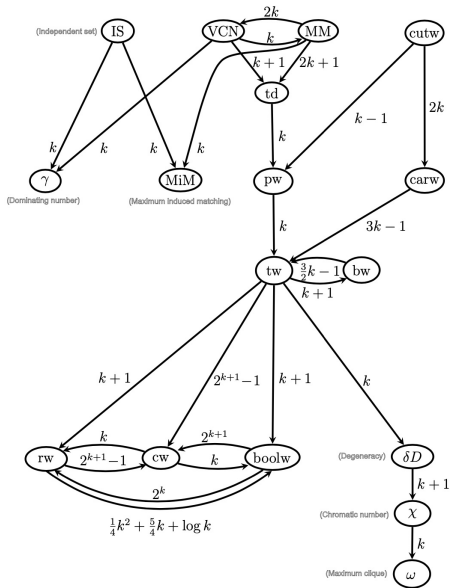 2k
(Independent set) IS VCN MM cutw
k
k + 1 2k + 1
td
2k
k − 1
k
k k k k
γ MiM pw carw
(Dominating number) (Maximum induced matching)
k 3k − 1
tw 3/2k − 1 bw
k + 1
k + 1 2^{k+1}−1 k + 1 k
k 2^{k+1}
rw cw boolw (Degeneracy) δD
2^{k+1}−1 k
k + 1
2^k
(Chromatic number) χ
1/4k² + 5/4k + log k
k
(Maximum clique) ω